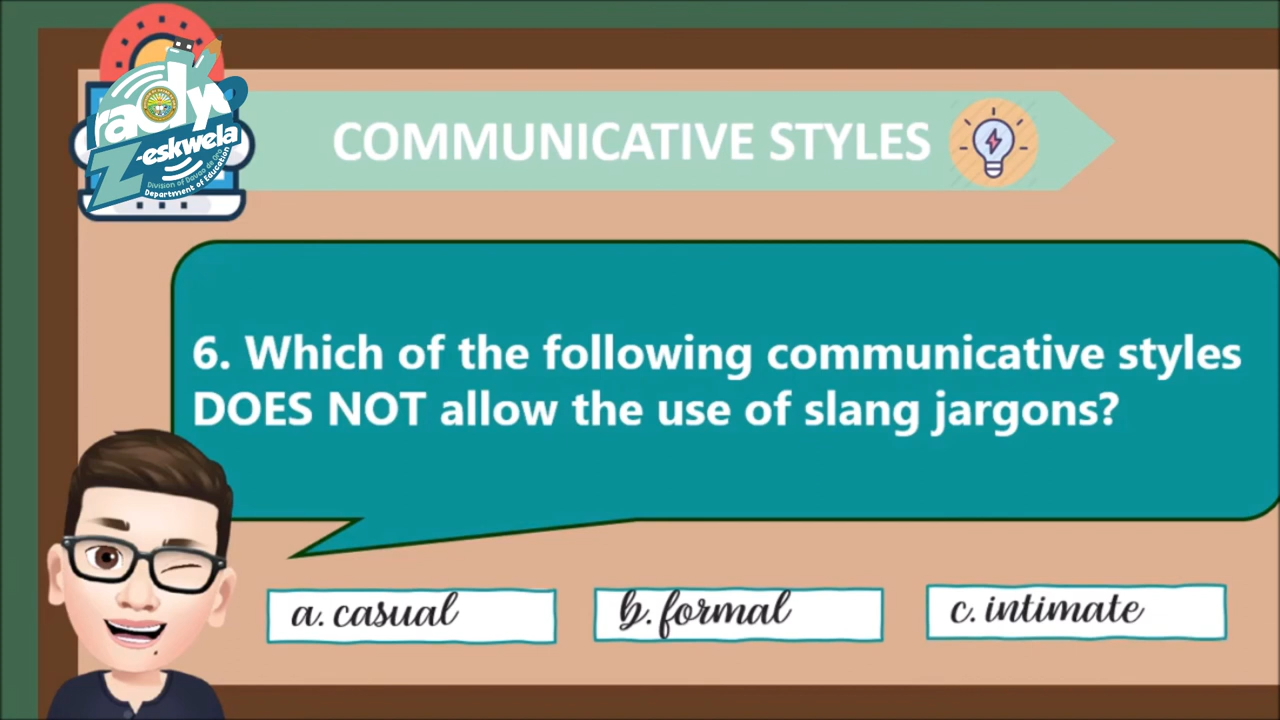 radyo
Z-eskwela
Division of Davao de Oro
Department of Education
COMMUNICATIVE STYLES
6. Which of the following communicative styles
DOES NOT allow the use of slang jargons?
a. casual
b. formal
c. intimate